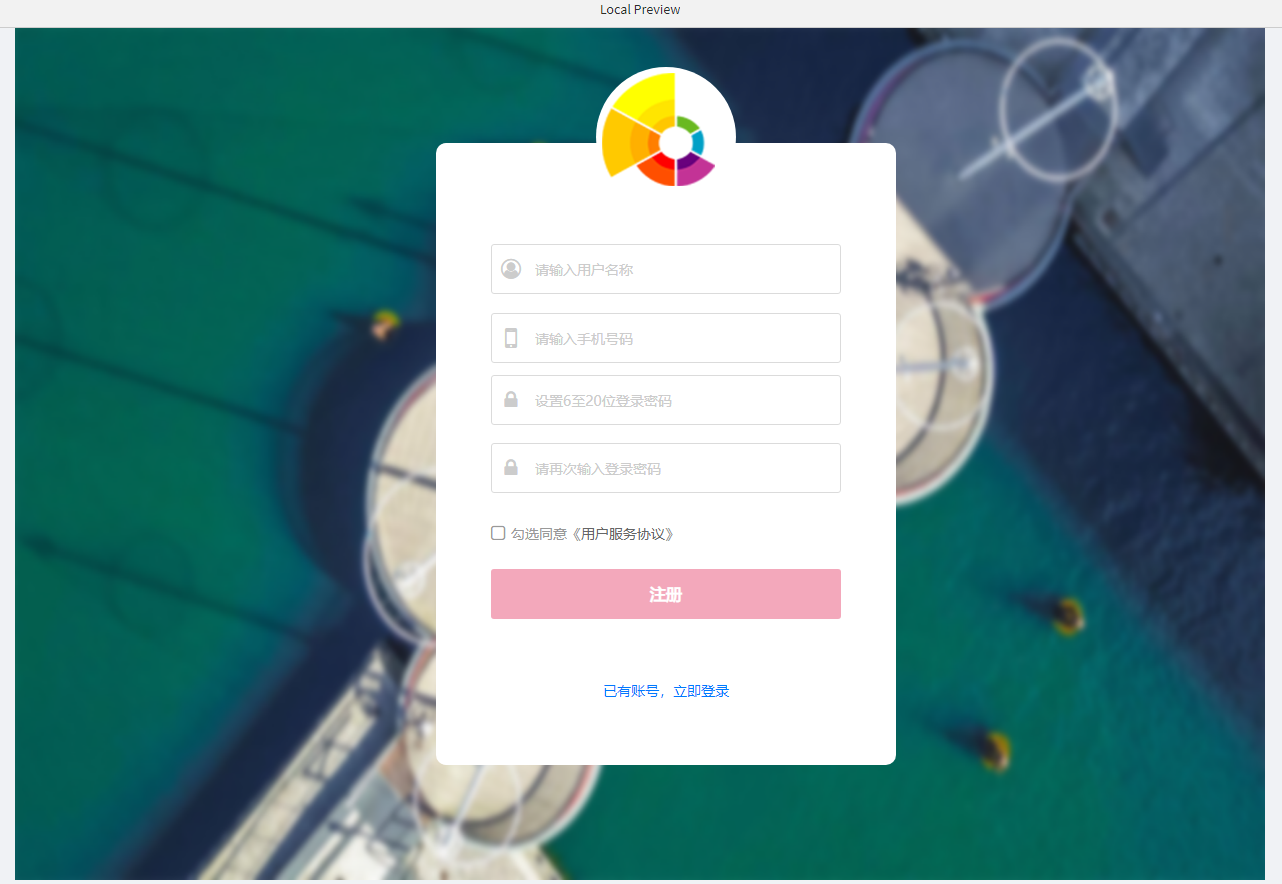 Local Preview
请输入用户名称
请输入手机号码
设置6至20位登录密码
请再次输入登录密码
勾选同意《用户服务协议》
注册
已有账号，立即登录